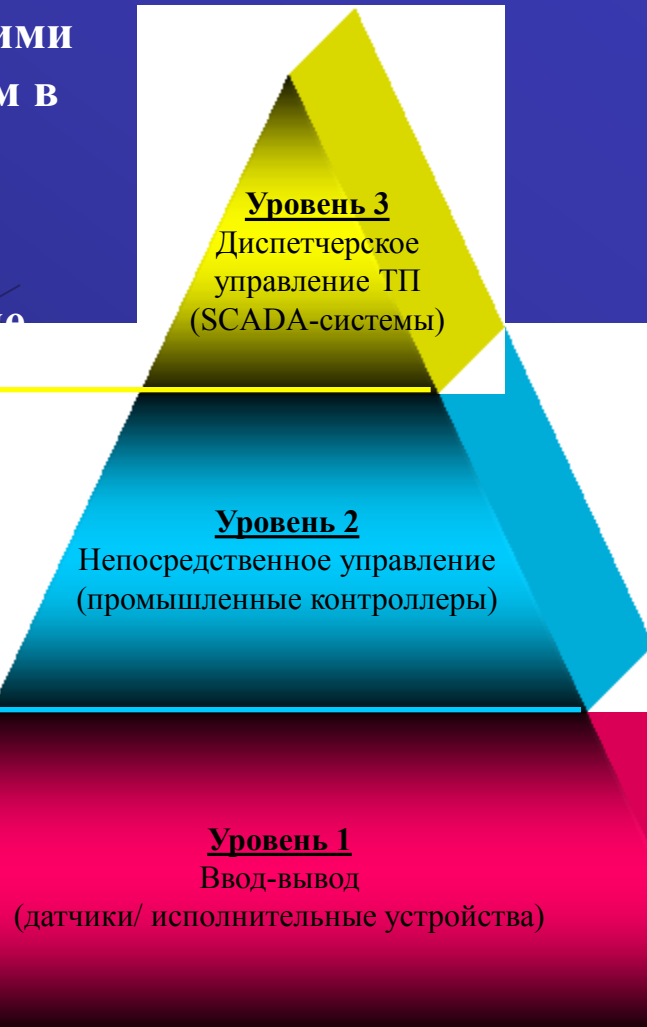 м в
Уровень 3
Диспетчерское
управление ТП
(SCADA-системы)
Уровень 2
Непосредственное управление
(промышленные контроллеры)
Уровень 1
Ввод-вывод
(датчики/ исполнительные устройства)